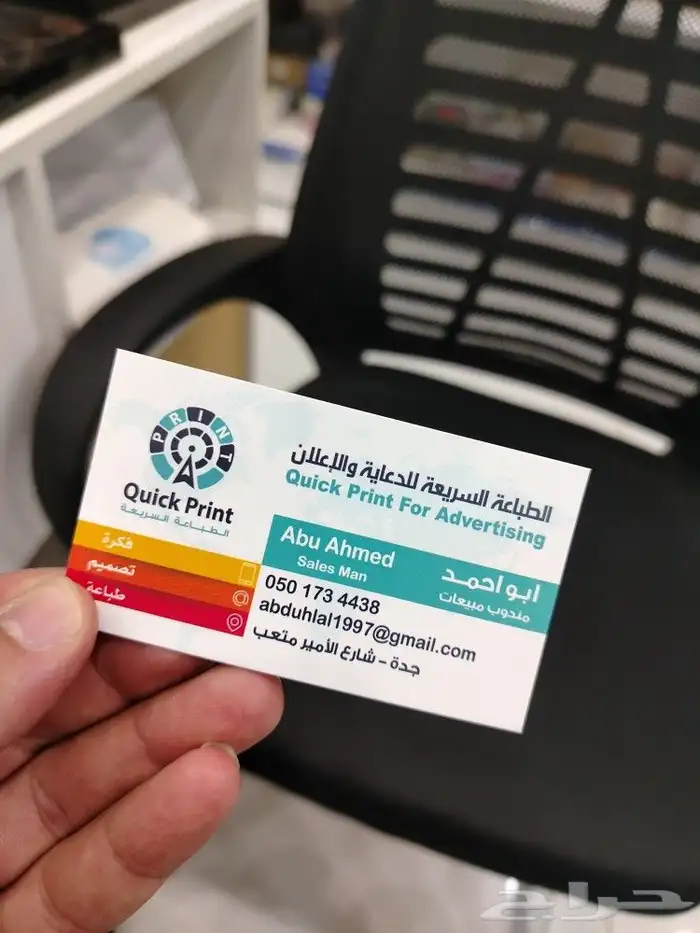 PRINT
Quick Print
الطباعة السريعة
فكرة
تصميم
طباعة
الطباعة السريعة للدعاية والإعلان
Quick Print For Advertising
Abu Ahmed
Sales Man
ابو احمد
مندوب مبيعات
050 173 4438
abduhlal1997@gmail.com
جدة - شارع الأمير متعب
حراج